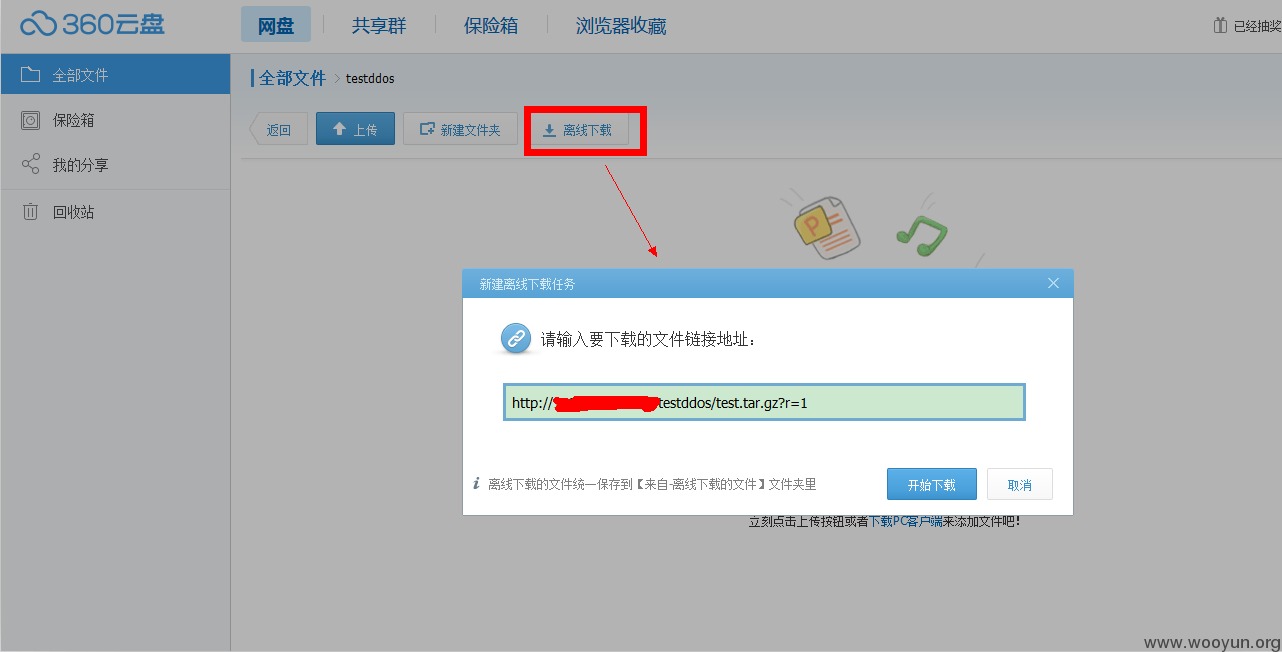 360云盘
网盘
共享群
保险箱
浏览器收藏
已经抽奖
全部文件
保险箱
我的分享
回收站
全部文件 > testddos
返回
上传
新建文件夹
离线下载
P
新建离线下载任务
请输入要下载的文件链接地址:
http://
testddos/test.tar.gz?r=1
离线下载的文件统一保存到【来自-离线下载的文件】文件夹里
开始下载
取消
立刻点击上传按钮或者下载PC客户端来添加文件吧!
www.wooyun.org